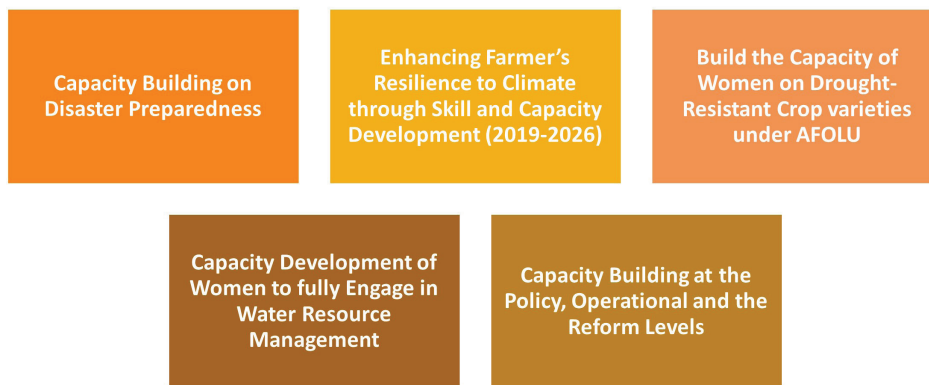 Capacity Building on
Disaster Preparedness
Enhancing Farmer’s
Resilience to Climate
through Skill and Capacity
Development (2019-2026)
Build the Capacity of
Women on Drought-
Resistant Crop varieties
under AFOLU
Capacity Development of
Women to fully Engage in
Water Resource
Management
Capacity Building at the
Policy, Operational and the
Reform Levels